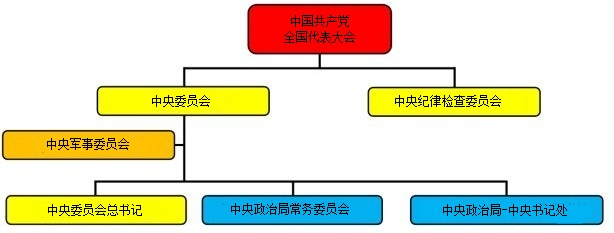 中国共产党
全国代表大会
中央委员会
中央纪律检查委员会
中央军事委员会
中央委员会总书记
中央政治局常务委员会
中央政治局-中央书记处